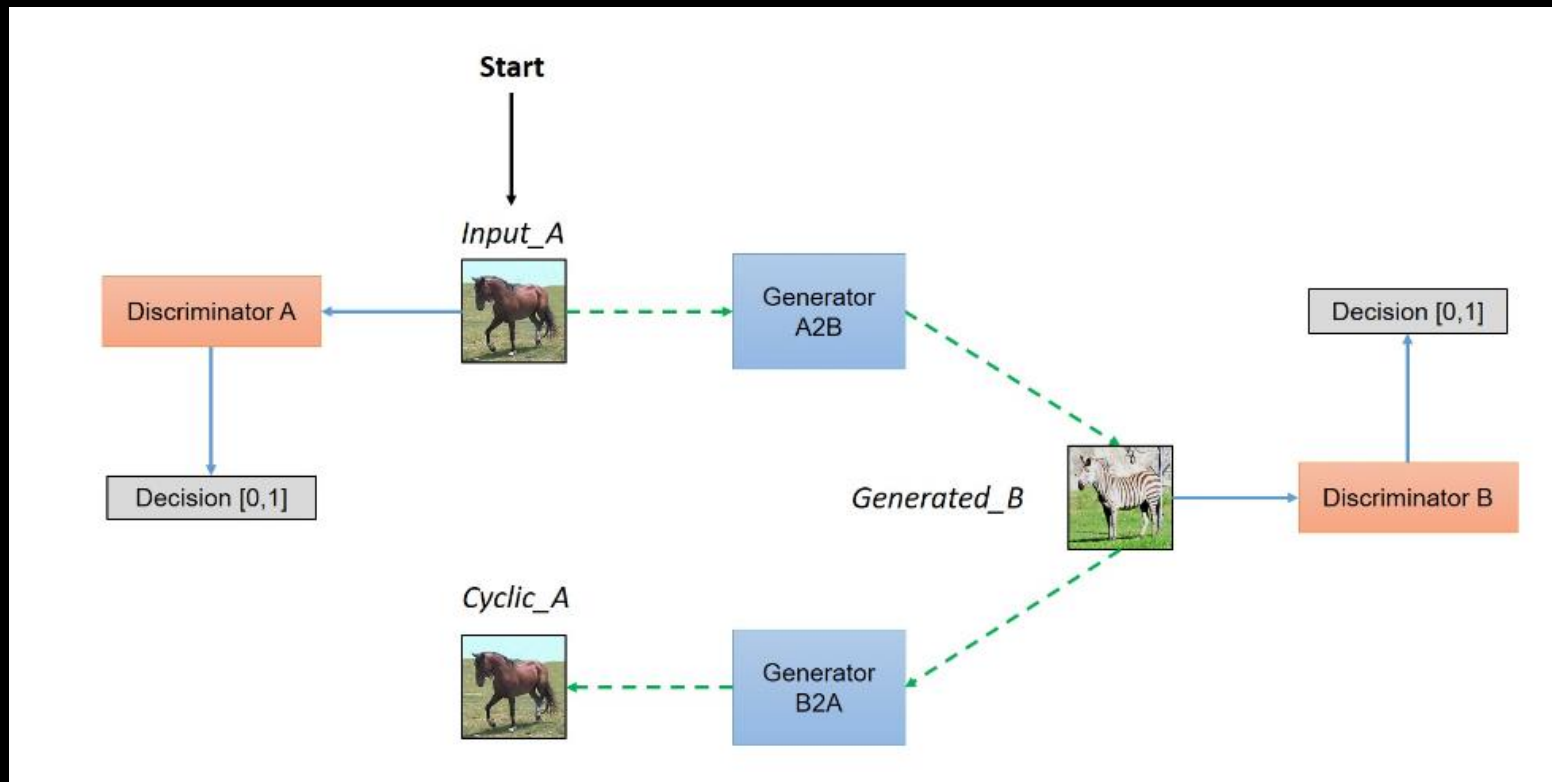 Start
Input_A
Discriminator A
Generator
A2B
Decision [0,1]
Decision [0,1]
Generated_B
Discriminator B
Cyclic_A
Generator
B2A